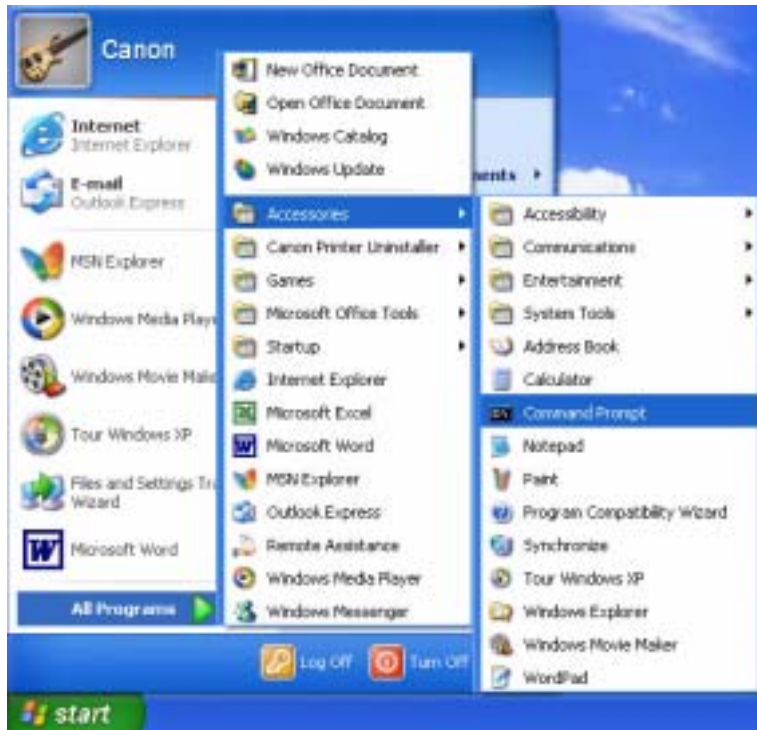 Canon
Internet
Internet Explorer
E-mail
Outlook Express
MSN Explorer
Windows Media Playe
Windows Movie Make
Tour Windows XP
Files and Settings Tra
Wizard
Microsoft Word
All Programs
New Office Document
Open Office Document
Windows Catalog
Windows Update
Accessories
Canon Printer Uninstaller
Games
Microsoft Office Tools
Startup
Internet Explorer
Microsoft Excel
Microsoft Word
MSN Explorer
Outlook Express
Remote Assistance
Windows Media Player
Windows Messenger
ments
Accessibility
Communications
Entertainment
System Tools
Address Book
Calculator
Command Prompt
Notepad
Paint
Program Compatibility Wizard
Synchronize
Tour Windows XP
Windows Explorer
Windows Movie Maker
WordPad
Log Off
Turn Off
start